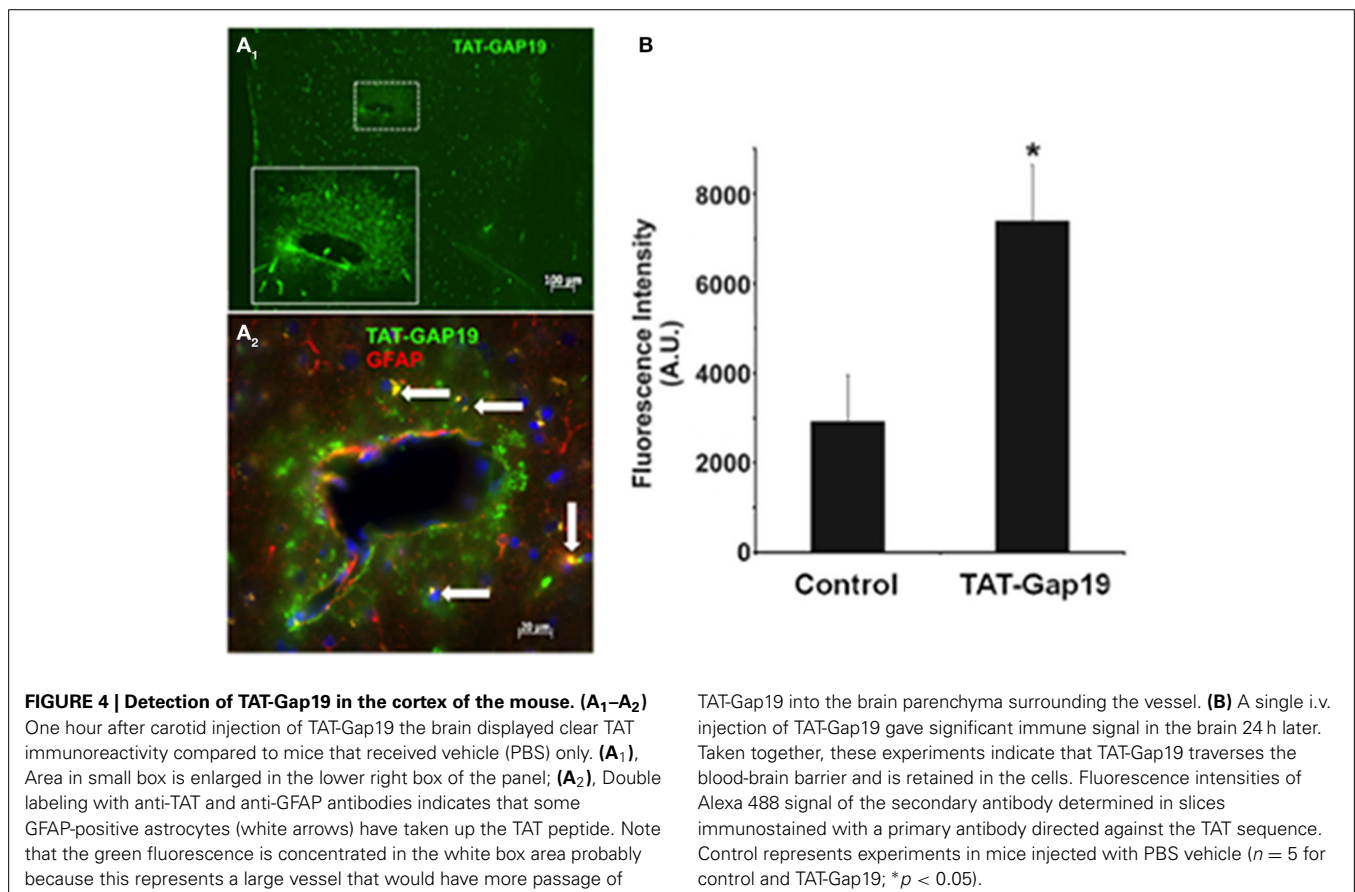 A1
TAT-GAP19
100 µm
A2
TAT-GAP19
GFAP
20 µm
B
*
Fluorescence Intensity
(A.U.)
8000
6000
4000
2000
0
Control
TAT-Gap19
FIGURE 4 | Detection of TAT-Gap19 in the cortex of the mouse. (A1–A2)
One hour after carotid injection of TAT-Gap19 the brain displayed clear TAT
immunoreactivity compared to mice that received vehicle (PBS) only. (A1),
Area in small box is enlarged in the lower right box of the panel; (A2), Double
labeling with anti-TAT and anti-GFAP antibodies indicates that some
GFAP-positive astrocytes (white arrows) have taken up the TAT peptide. Note
that the green fluorescence is concentrated in the white box area probably
because this represents a large vessel that would have more passage of
TAT-Gap19 into the brain parenchyma surrounding the vessel. (B) A single i.v.
injection of TAT-Gap19 gave significant immune signal in the brain 24 h later.
Taken together, these experiments indicate that TAT-Gap19 traverses the
blood-brain barrier and is retained in the cells. Fluorescence intensities of
Alexa 488 signal of the secondary antibody determined in slices
immunostained with a primary antibody directed against the TAT sequence.
Control represents experiments in mice injected with PBS vehicle (n = 5 for
control and TAT-Gap19; *p < 0.05).